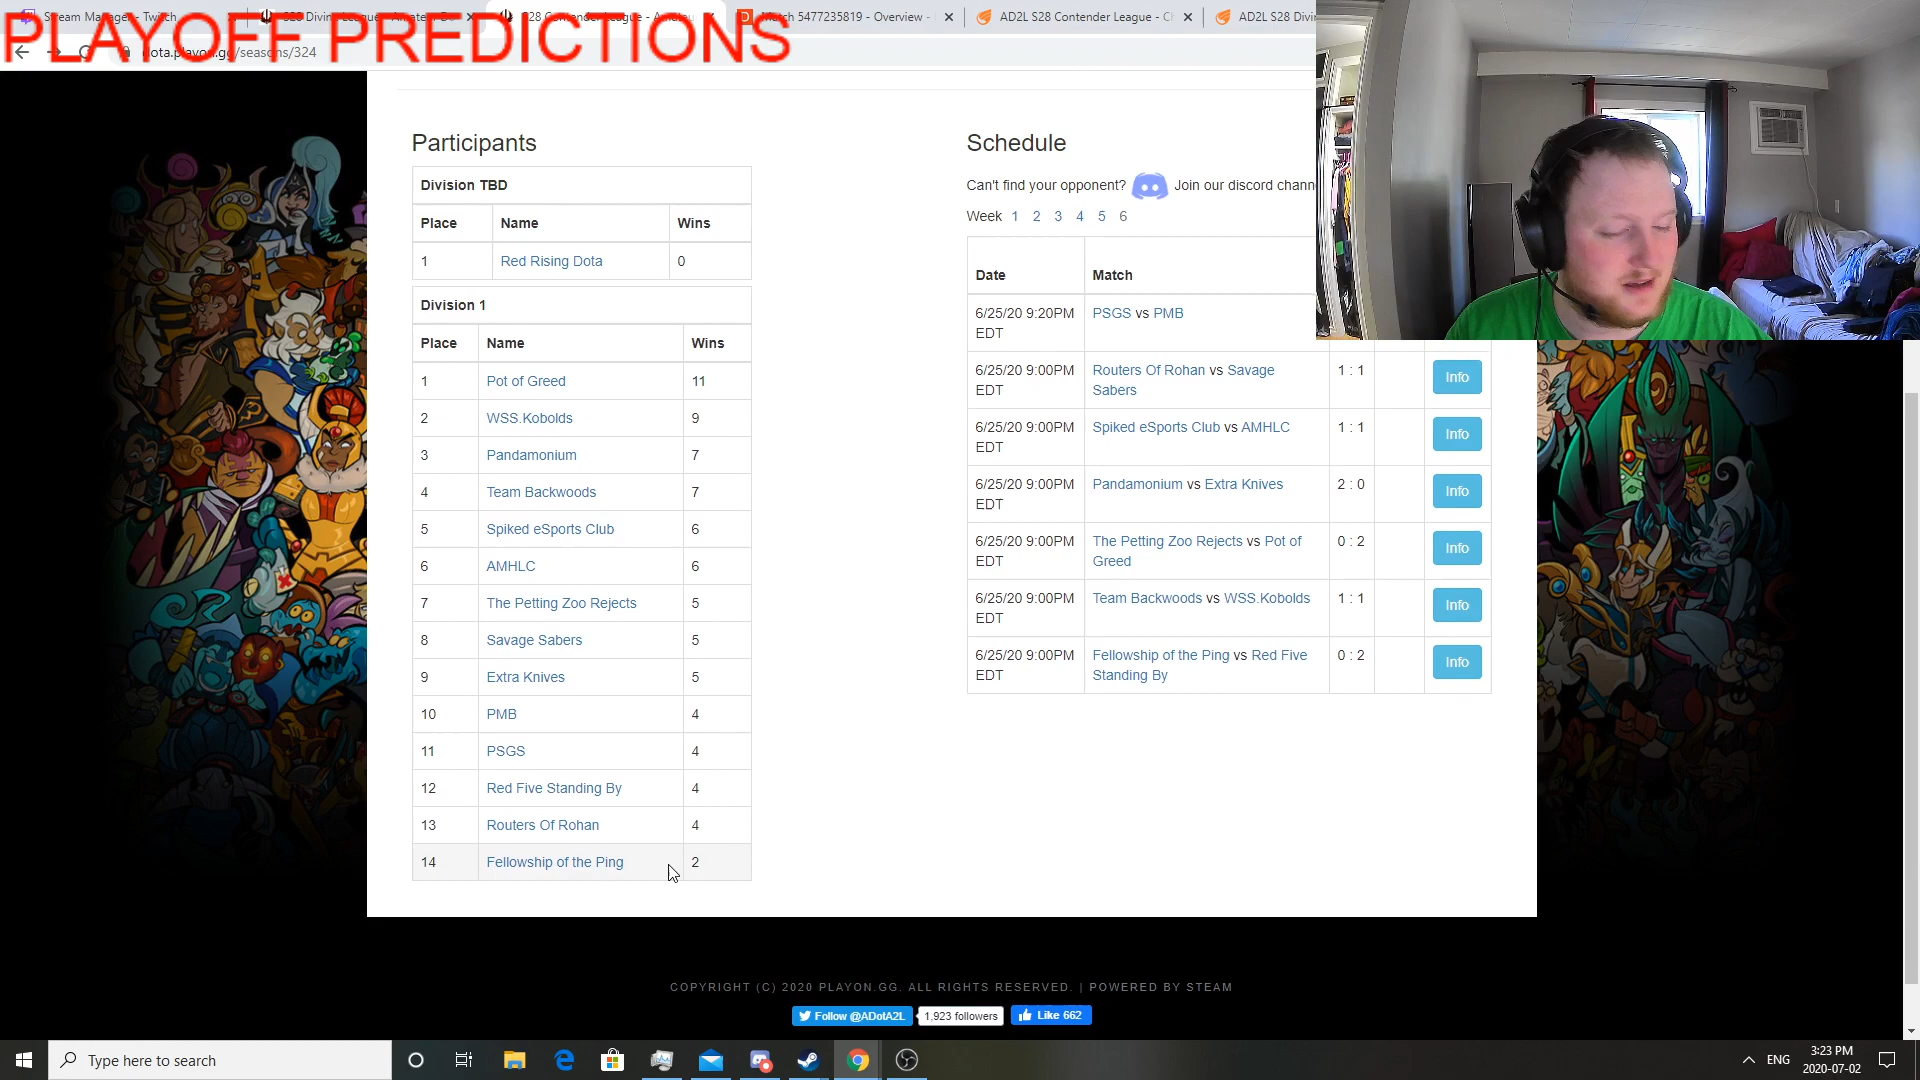 PLAYOFF PREDICTIONS
Stream Manager - Twitch
Match 5477235819 - Overview -
AD2L S28 Contender League - C
AD2L S28 Divi
dota.playon.gg/seasons/324
Participants
Division TBD
Place Name Wins
1 Red Rising Dota 0
Division 1
Place Name Wins
1 Pot of Greed 11
2 WSS.Kobolds 9
3 Pandamonium 7
4 Team Backwoods 7
5 Spiked eSports Club 6
6 AMHLC 6
7 The Petting Zoo Rejects 5
8 Savage Sabers 5
9 Extra Knives 5
10 PMB 4
11 PSGS 4
12 Red Five Standing By 4
13 Routers Of Rohan 4
14 Fellowship of the Ping 2
Schedule
Can't find your opponent? Join our discord chann
Week 1 2 3 4 5 6
Date Match
6/25/20 9:20PM EDT PSGS vs PMB
6/25/20 9:00PM EDT Routers Of Rohan vs Savage Sabers 1 : 1 Info
6/25/20 9:00PM EDT Spiked eSports Club vs AMHLC 1 : 1 Info
6/25/20 9:00PM EDT Pandamonium vs Extra Knives 2 : 0 Info
6/25/20 9:00PM EDT The Petting Zoo Rejects vs Pot of Greed 0 : 2 Info
6/25/20 9:00PM EDT Team Backwoods vs WSS.Kobolds 1 : 1 Info
6/25/20 9:00PM EDT Fellowship of the Ping vs Red Five Standing By 0 : 2 Info
COPYRIGHT (C) 2020 PLAYON.GG. ALL RIGHTS RESERVED. | POWERED BY STEAM
Follow @ADotA2L 1,923 followers Like 662
Type here to search
ENG
3:23 PM
2020-07-02